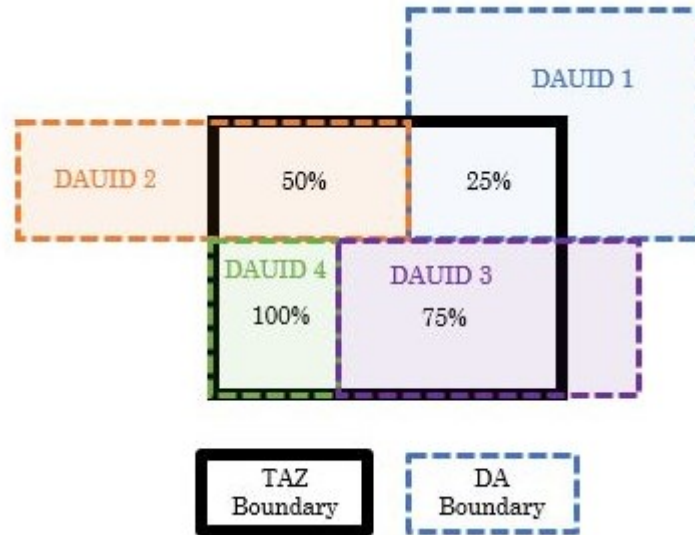 DAUID 1
DAUID 2
50%
25%
DAUID 4
DAUID 3
100%
75%
TAZ
Boundary
DA
Boundary